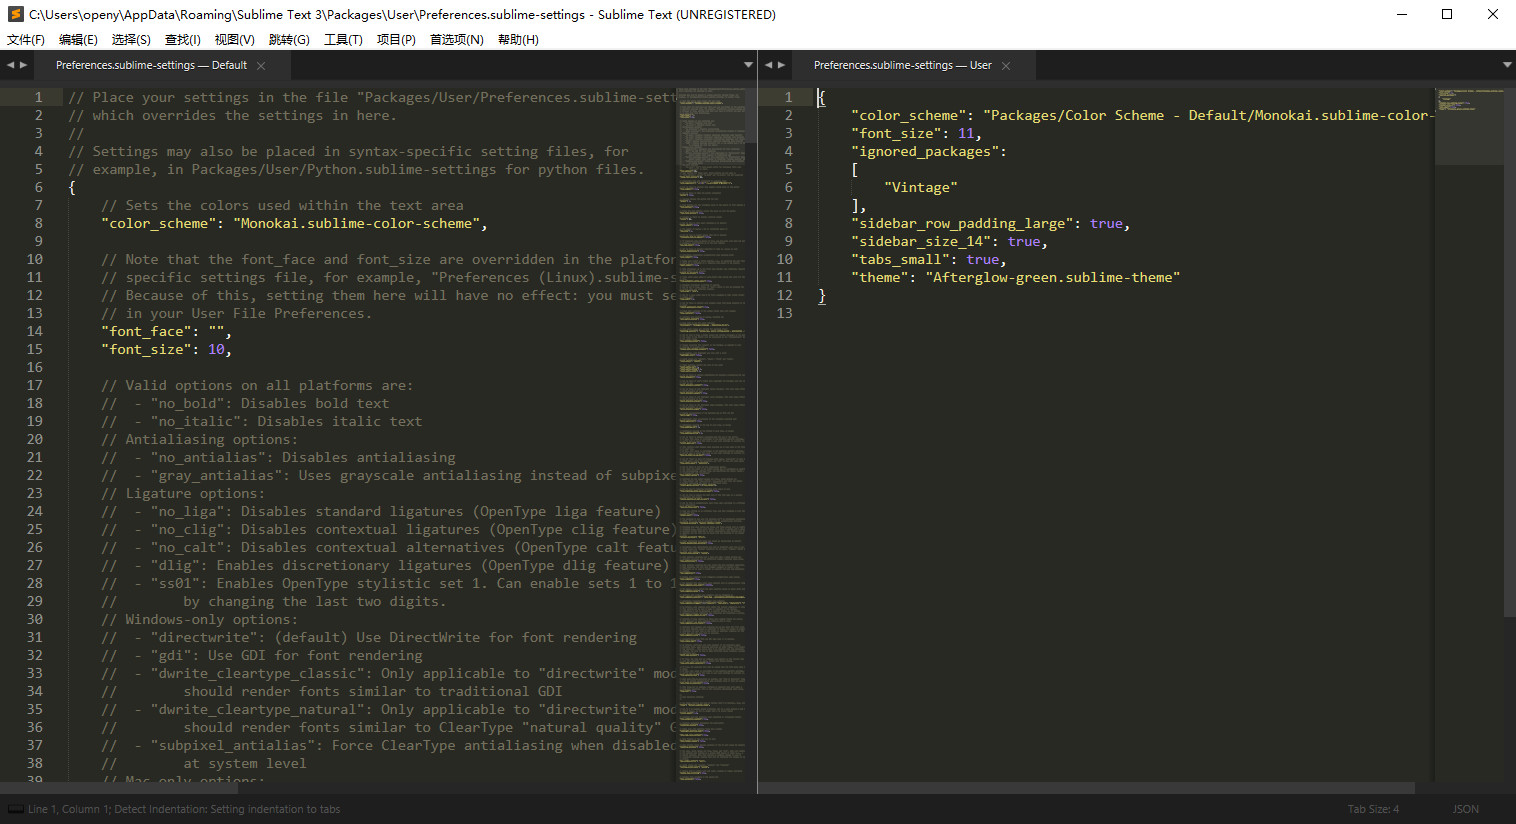 C:\Users\openy\AppData\Roaming\Sublime Text 3\Packages\User\Preferences.sublime-settings - Sublime Text (UNREGISTERED)
文件(F) 编辑(E) 选择(S) 查找(I) 视图(V) 跳转(G) 工具(T) 项目(P) 首选项(N) 帮助(H)
Preferences.sublime-settings — Default
1 // Place your settings in the file "Packages/User/Preferences.sublime-sett
2 // which overrides the settings in here.
3 //
4 // Settings may also be placed in syntax-specific setting files, for
5 // example, in Packages/User/Python.sublime-settings for python files.
6 {
7 // Sets the colors used within the text area
8 "color_scheme": "Monokai.sublime-color-scheme",
9
10 // Note that the font_face and font_size are overridden in the platfor
11 // specific settings file, for example, "Preferences (Linux).sublime-s
12 // Because of this, setting them here will have no effect: you must se
13 // in your User File Preferences.
14 "font_face": "",
15 "font_size": 10,
16
17 // Valid options on all platforms are:
18 //  - "no_bold": Disables bold text
19 //  - "no_italic": Disables italic text
20 // Antialiasing options:
21 //  - "no_antialias": Disables antialiasing
22 //  - "gray_antialias": Uses grayscale antialiasing instead of subpixe
23 // Ligature options:
24 //  - "no_liga": Disables standard ligatures (OpenType liga feature)
25 //  - "no_clig": Disables contextual ligatures (OpenType clig feature)
26 //  - "no_calt": Disables contextual alternatives (OpenType calt featu
27 //  - "dlig": Enables discretionary ligatures (OpenType dlig feature)
28 //  - "ss01": Enables OpenType stylistic set 1. Can enable sets 1 to 1
29 //        by changing the last two digits.
30 // Windows-only options:
31 //  - "directwrite": (default) Use DirectWrite for font rendering
32 //  - "gdi": Use GDI for font rendering
33 //  - "dwrite_cleartype_classic": Only applicable to "directwrite" mod
34 //        should render fonts similar to traditional GDI
35 //  - "dwrite_cleartype_natural": Only applicable to "directwrite" mod
36 //        should render fonts similar to ClearType "natural quality" G
37 //  - "subpixel_antialias": Force ClearType antialiasing when disabled
38 //        at system level
39 // Mac-only options:
Preferences.sublime-settings — User
1 {
2 "color_scheme": "Packages/Color Scheme - Default/Monokai.sublime-color-
3 "font_size": 11,
4 "ignored_packages":
5 [
6 "Vintage"
7 ],
8 "sidebar_row_padding_large": true,
9 "sidebar_size_14": true,
10 "tabs_small": true,
11 "theme": "Afterglow-green.sublime-theme"
12 }
13
Line 1, Column 1; Detect Indentation: Setting indentation to tabs
Tab Size: 4
JSON